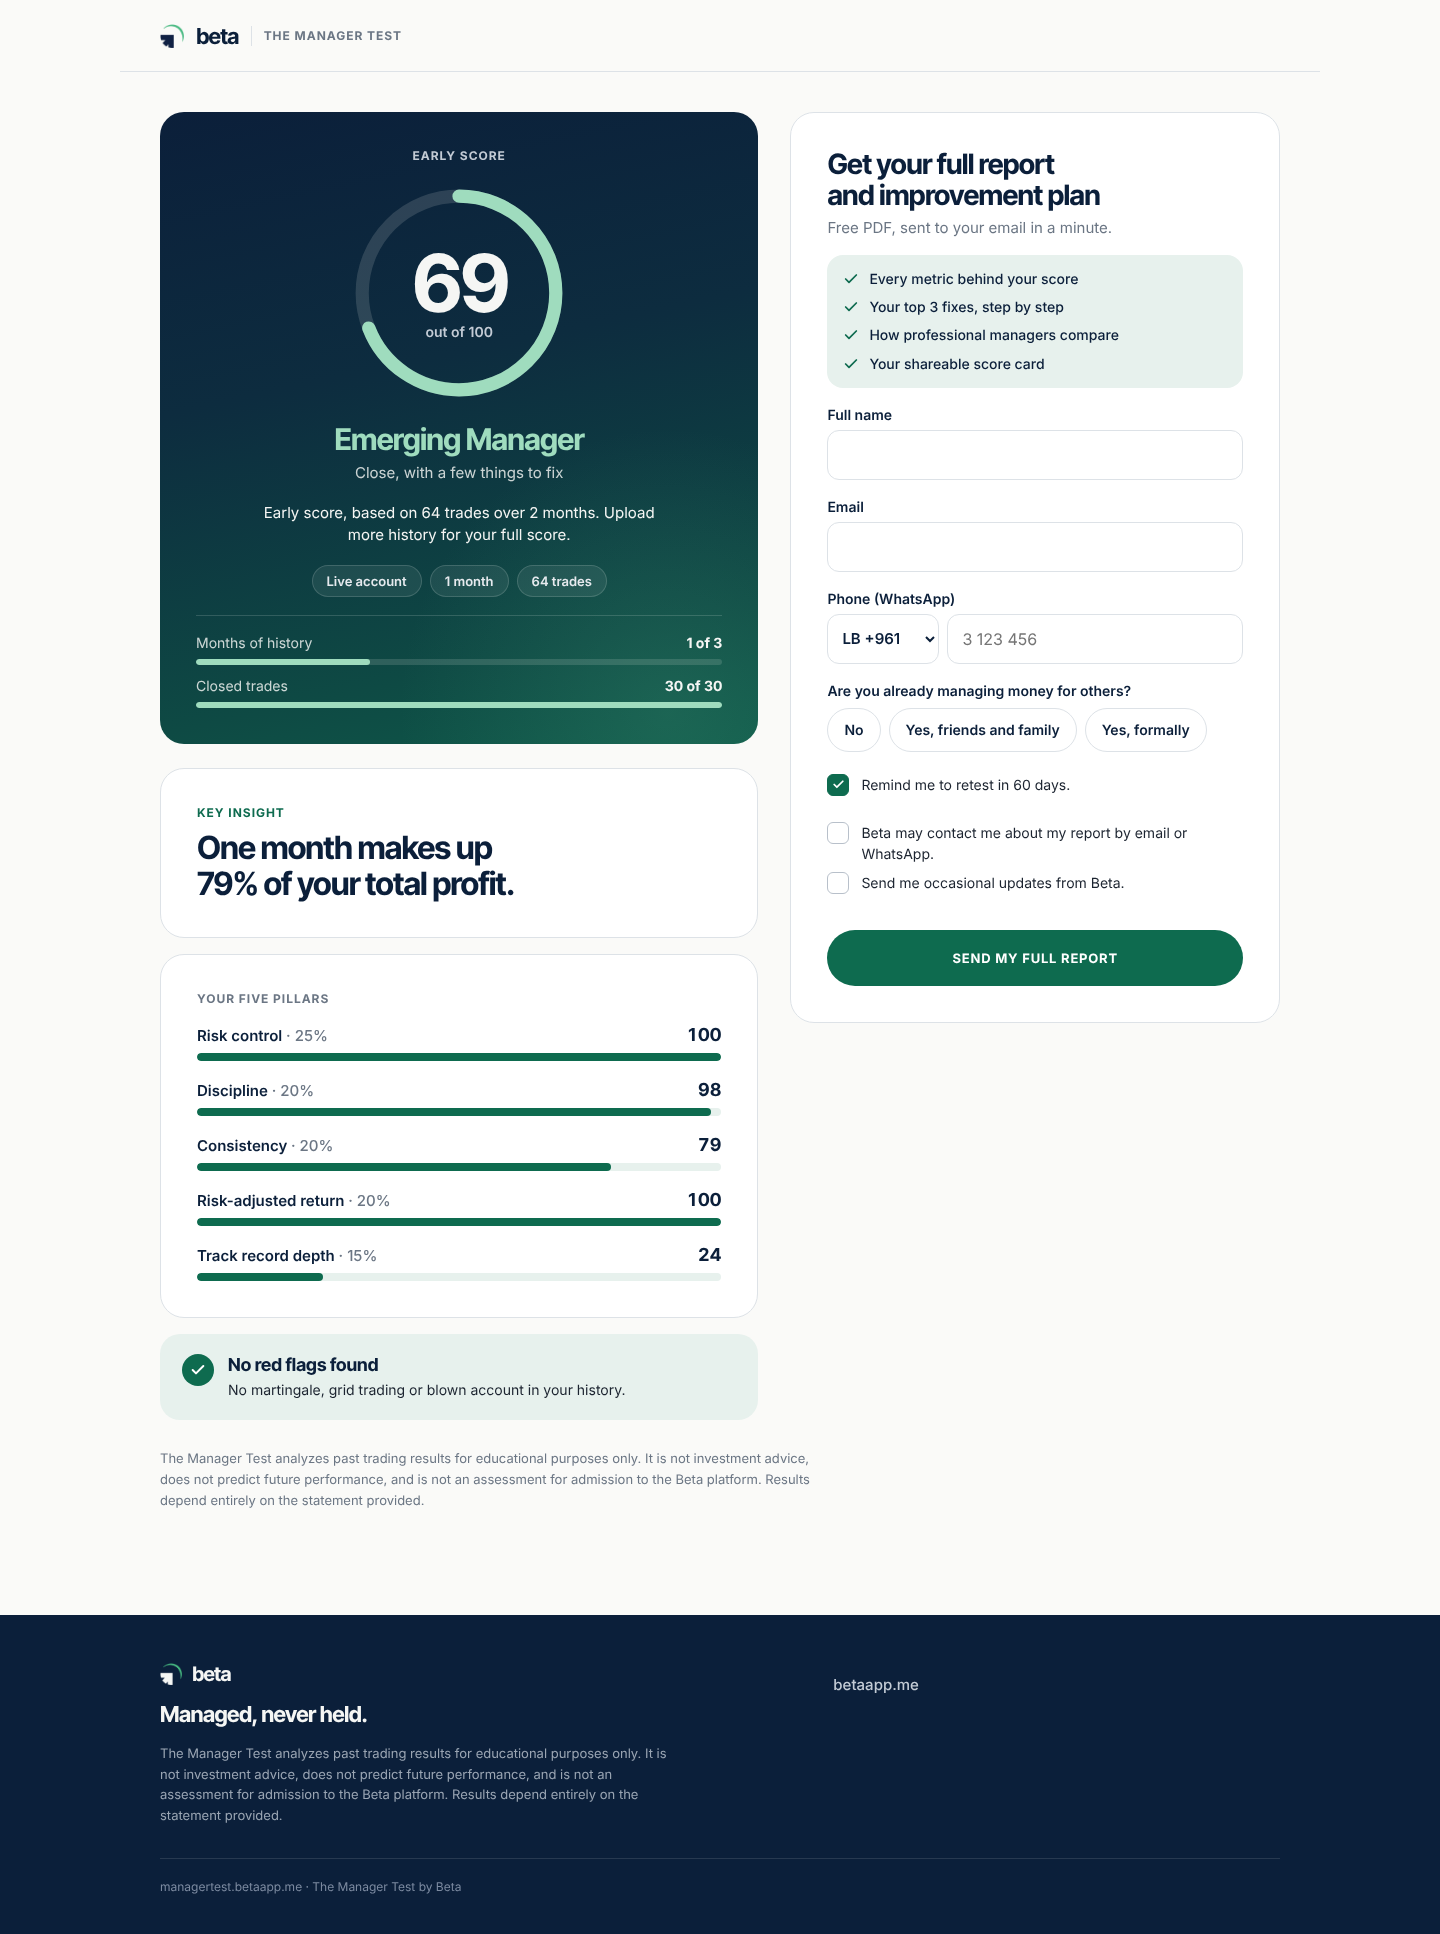 beta
THE MANAGER TEST
EARLY SCORE
69
out of 100
Emerging Manager
Close, with a few things to fix
Early score, based on 64 trades over 2 months. Upload
more history for your full score.
Live account
1 month
64 trades
Months of history
1 of 3
Closed trades
30 of 30
KEY INSIGHT
One month makes up
79% of your total profit.
YOUR FIVE PILLARS
Risk control · 25%
100
Discipline · 20%
98
Consistency · 20%
79
Risk-adjusted return · 20%
100
Track record depth · 15%
24
No red flags found
No martingale, grid trading or blown account in your history.
Get your full report
and improvement plan
Free PDF, sent to your email in a minute.
Every metric behind your score
Your top 3 fixes, step by step
How professional managers compare
Your shareable score card
Full name
Email
Phone (WhatsApp)
LB +961
3 123 456
Are you already managing money for others?
No
Yes, friends and family
Yes, formally
Remind me to retest in 60 days.
Beta may contact me about my report by email or
WhatsApp.
Send me occasional updates from Beta.
SEND MY FULL REPORT
The Manager Test analyzes past trading results for educational purposes only. It is not investment advice,
does not predict future performance, and is not an assessment for admission to the Beta platform. Results
depend entirely on the statement provided.
beta
Managed, never held.
The Manager Test analyzes past trading results for educational purposes only. It is
not investment advice, does not predict future performance, and is not an
assessment for admission to the Beta platform. Results depend entirely on the
statement provided.
betaapp.me
managertest.betaapp.me · The Manager Test by Beta